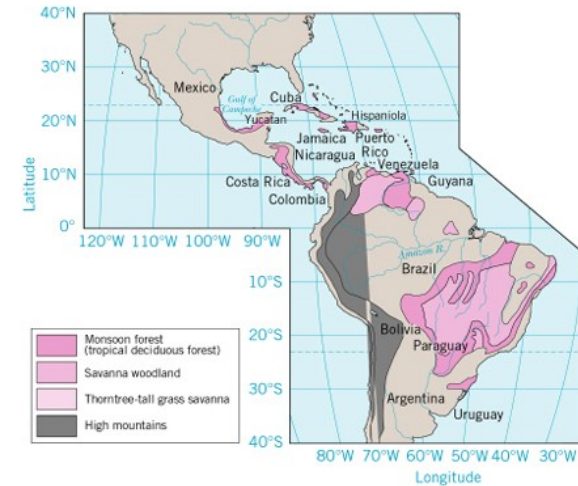 40°N
30°N
Mexico
Gulf of
Campeche
Cuba
Hispaniola
20°N
Yucatan
Jamaica Puerto
Rico
Nicaragua
Venezuela
10°N
Costa Rica
Guyana
Colombia
Latitude
0°
120°W 110°W 100°W 90°W
Amazon R.
Brazil
10°S
Bolivia
20°S
Paraguay
30°S
Argentina
Uruguay
40°S
Monsoon forest
(tropical deciduous forest)
Savanna woodland
Thorntree-tall grass savanna
High mountains
80°W 70°W 60°W 50°W 40°W 30°W
Longitude